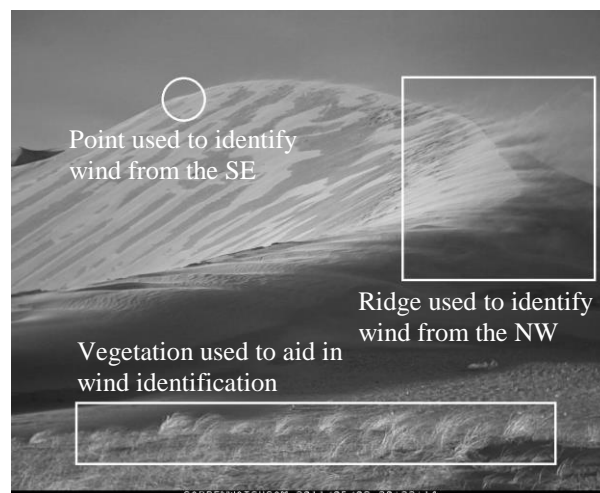 Point used to identify
wind from the SE
Ridge used to identify
wind from the NW
Vegetation used to aid in
wind identification